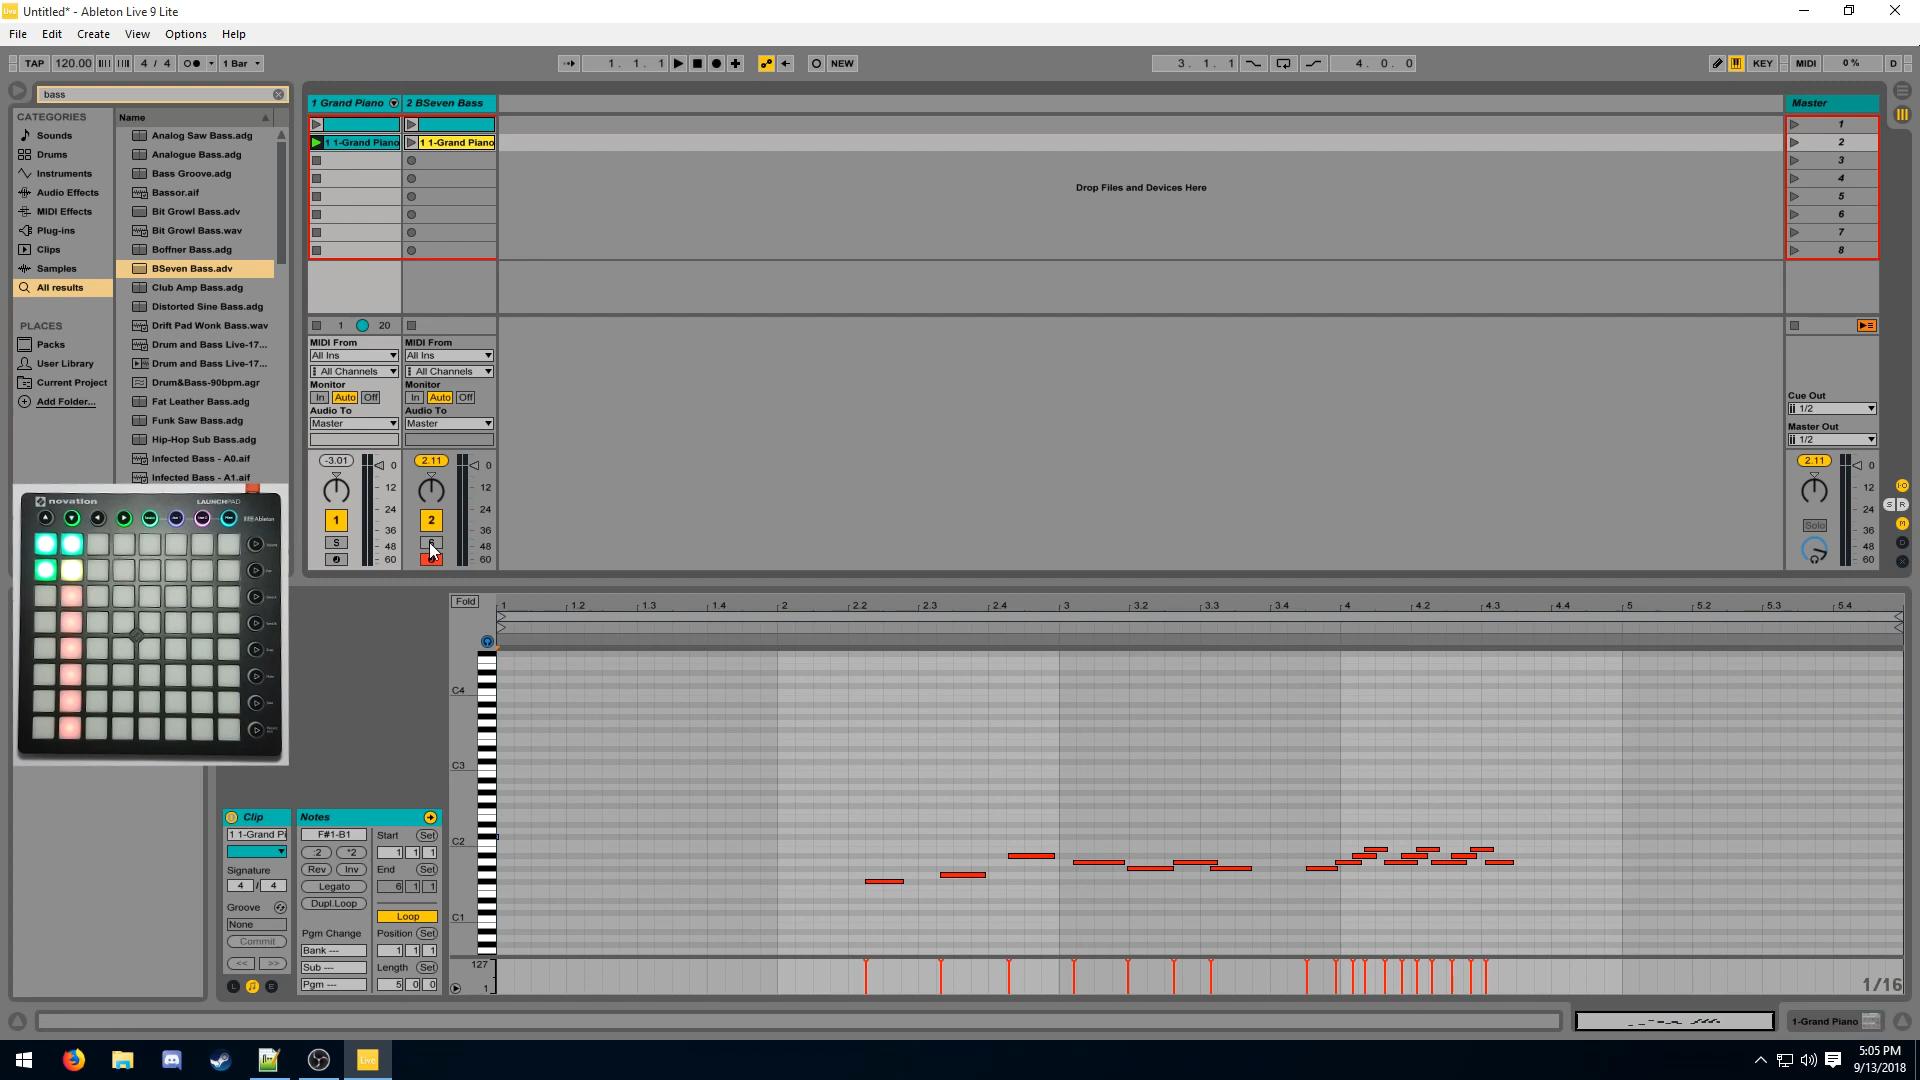 Untitled* - Ableton Live 9 Lite
File Edit Create View Options Help
TAP 120.00 4 / 4 1 Bar 1. 1. 1 NEW 3. 1. 1 4. 0. 0 KEY MIDI 0 % D
bass
CATEGORIES
Sounds
Drums
Instruments
Audio Effects
MIDI Effects
Plug-ins
Clips
Samples
All results
PLACES
Packs
User Library
Current Project
Add Folder...
Name
Analog Saw Bass.adg
Analogue Bass.adg
Bass Groove.adg
Bassor.aif
Bit Growl Bass.adv
Bit Growl Bass.wav
Boffner Bass.adg
BSeven Bass.adv
Club Amp Bass.adg
Distorted Sine Bass.adg
Drift Pad Wonk Bass.wav
Drum and Bass Live-17...
Drum and Bass Live-17...
Drum&Bass-90bpm.agr
Fat Leather Bass.adg
Funk Saw Bass.adg
Hip-Hop Sub Bass.adg
Infected Bass - A0.aif
Infected Bass - A1.aif
novation LAUNCHPAD
Ableton
1 Grand Piano 2 BSeven Bass
1 1-Grand Piano 1 1-Grand Piano
Drop Files and Devices Here
Master
1
2
3
4
5
6
7
8
1 20
MIDI From MIDI From
All Ins All Ins
All Channels All Channels
Monitor Monitor
In Auto Off In Auto Off
Audio To Audio To
Master Master
-3.01 0 2.11 0
12 12
24 24
1 36 2 36
S 48 48
60 60
Cue Out
1/2
Master Out
1/2
2.11 0
12
24
36
Solo 48
60
S R
M
D
Fold 1 1.2 1.3 1.4 2 2.2 2.3 2.4 3 3.2 3.3 3.4 4 4.2 4.3 4.4 5 5.2 5.3 5.4
C4
C3
C2
C1
127
1
1/16
Clip
1 1-Grand Pi
Signature
4 / 4
Groove
None
Commit
<< >>
L E
Notes
F#1-B1
:2 *2
Rev Inv
Legato
Dupl.Loop
Pgm Change
Bank ---
Sub ---
Pgm ---
Start Set
1 1 1
End Set
6 1 1
Loop
Position Set
1 1 1
Length Set
5 0 0
1-Grand Piano
Live
5:05 PM
9/13/2018